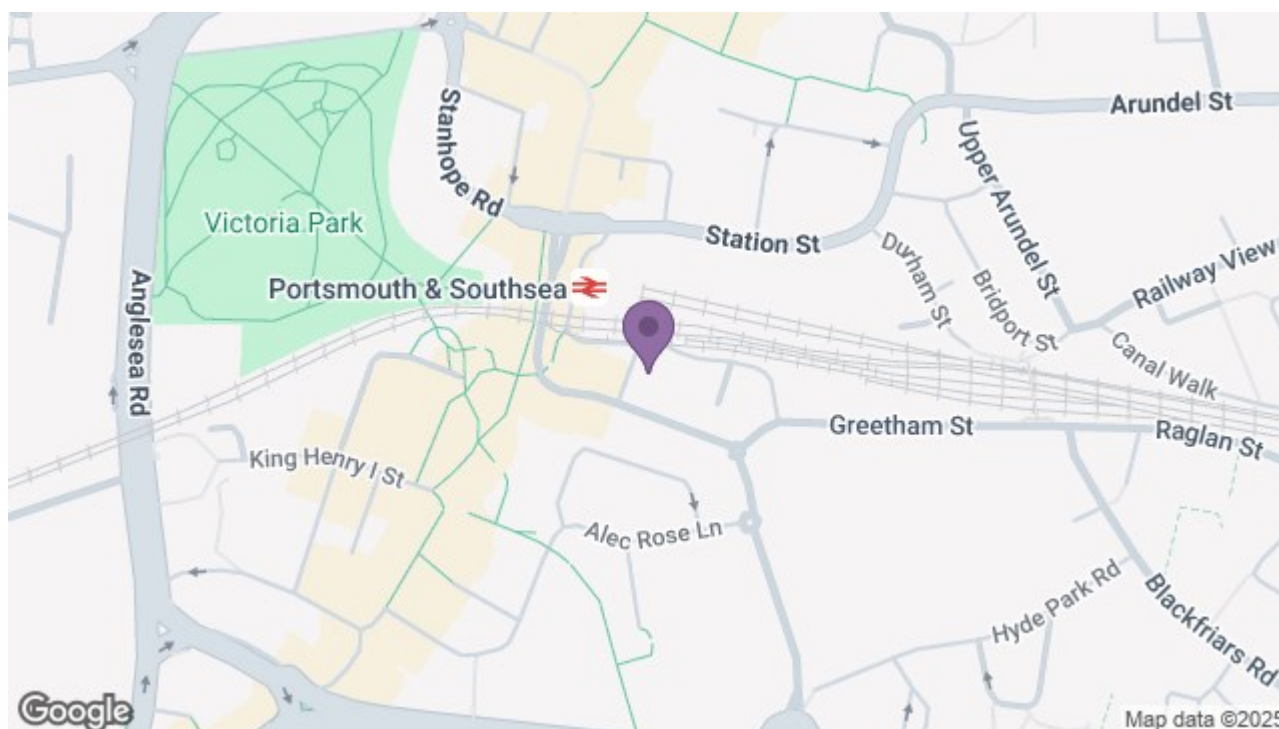 Stanhope Rd
Arundel St
Upper Arundel St
Victoria Park
Station St
Durham St
Bridport St
Railway View
Portsmouth & Southsea
Anglesea Rd
Canal Walk
Greetham St
Raglan St
King Henry I St
Alec Rose Ln
Hyde Park Rd
Blackfriars Rd
Google
Map data ©2025